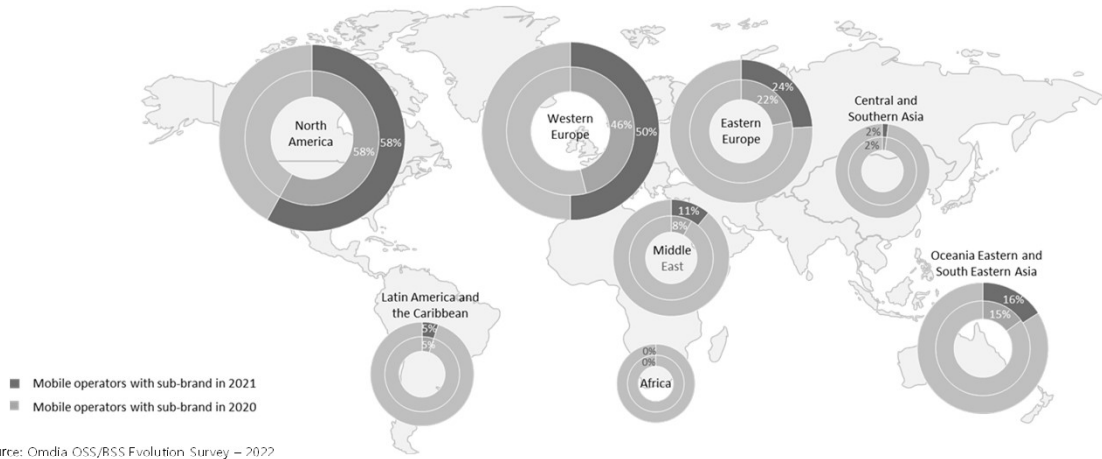 North
America
58%
58%
Western
Europe
46%
50%
Eastern
Europe
24%
22%
Central and
Southern Asia
2%
2%
Middle
East
11%
8%
Oceania Eastern and
South Eastern Asia
16%
15%
Latin America and
the Caribbean
5%
5%
Africa
0%
0%
Mobile operators with sub-brand in 2021
Mobile operators with sub-brand in 2020
urce: Omdia OSS/BSS Evolution Survey – 2022